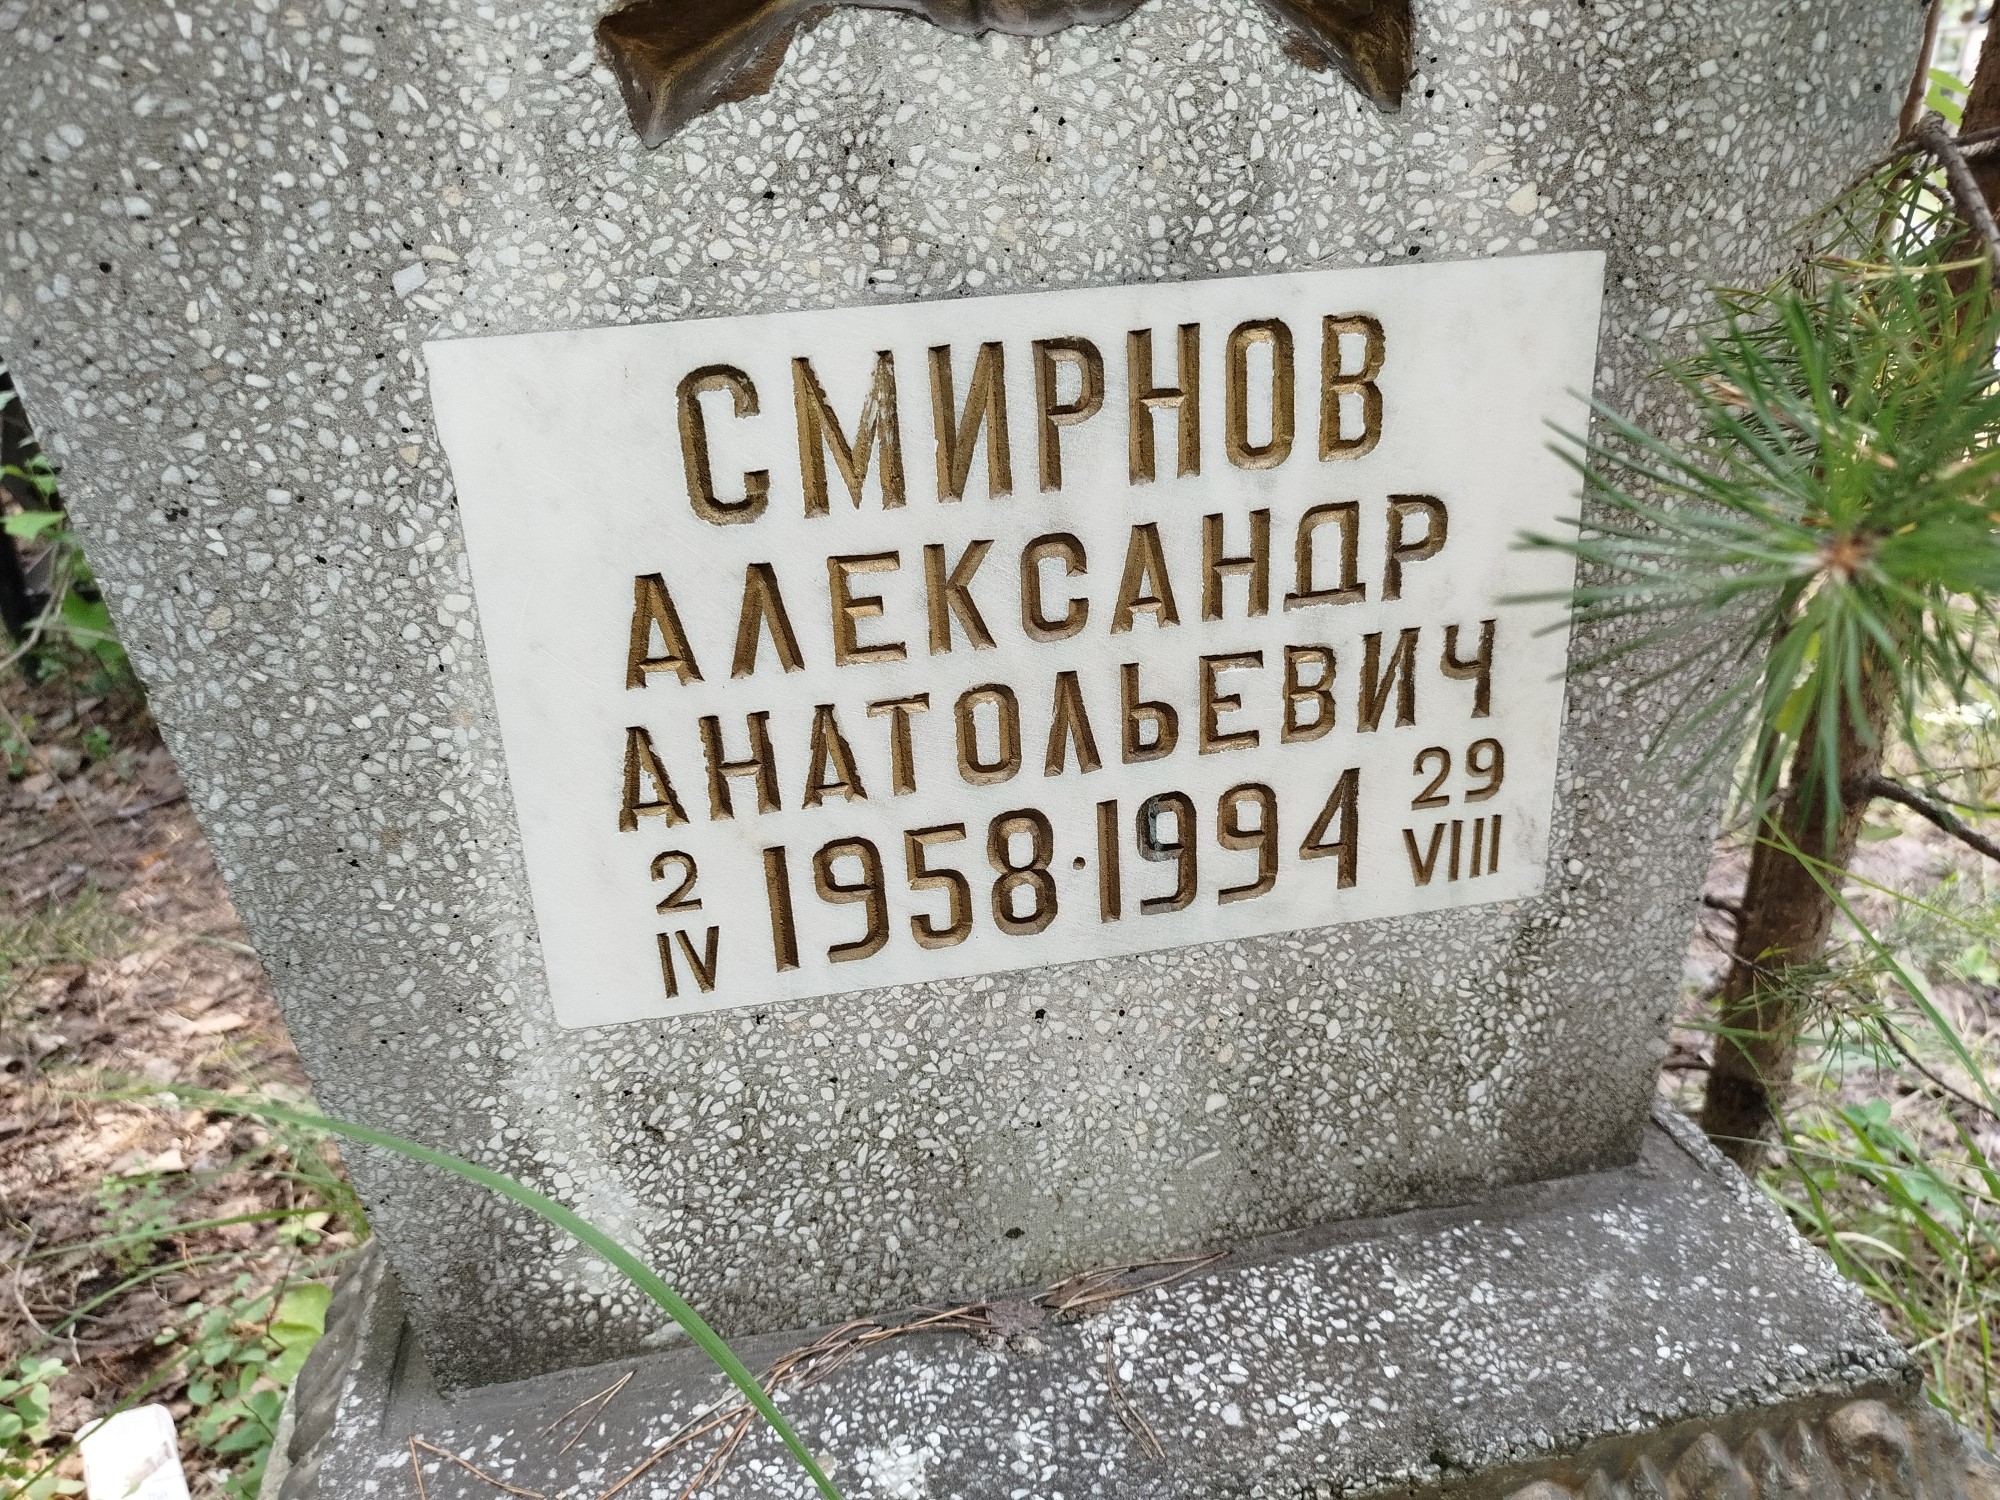 СМИРНОВ
АЛЕКСАНДР
АНАТОЛЬЕВИЧ
2 IV 1958·1994 29 VIII